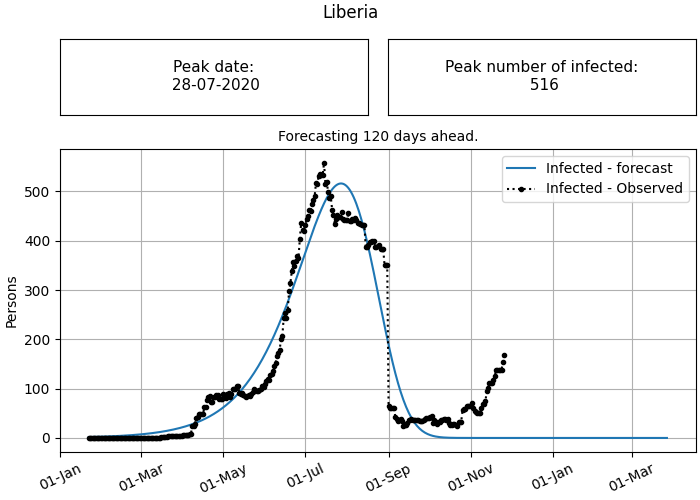 Liberia
Peak date:
28-07-2020
Peak number of infected:
516
Forecasting 120 days ahead.
Infected - forecast
Infected - Observed
Persons
500
400
300
200
100
0
01-Jan
01-Mar
01-May
01-Jul
01-Sep
01-Nov
01-Jan
01-Mar